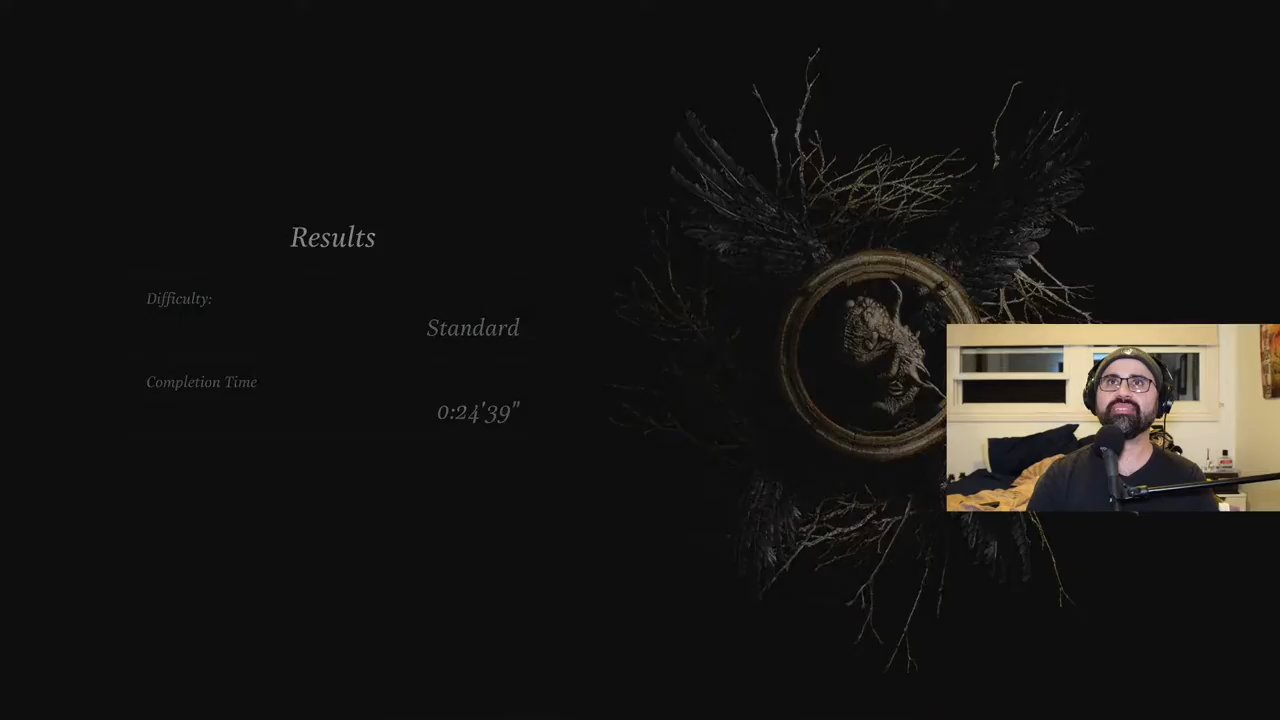 Results
Difficulty:
Standard
Completion Time
0:24'39"